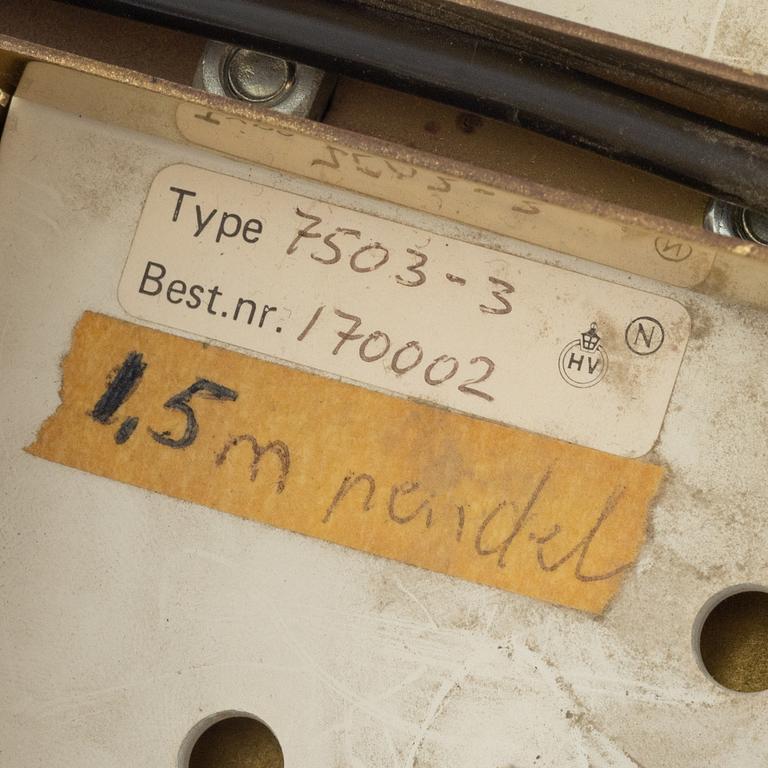 Type 7503-3
Best.nr. 170002
HV
N
1,5 m pendel